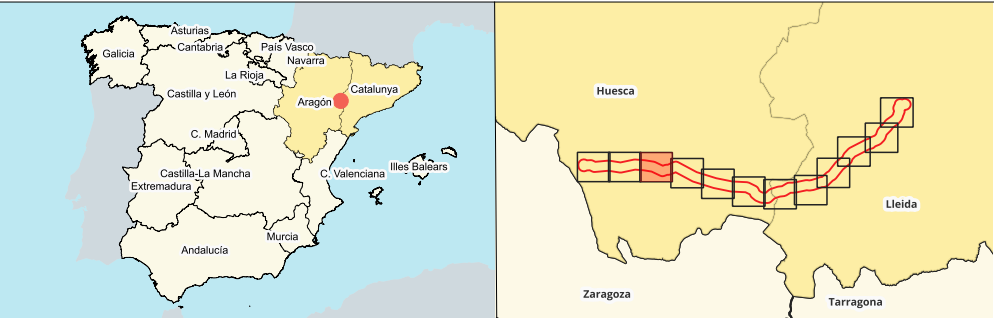 Asturias
Cantabria
País Vasco
Galicia
Navarra
La Rioja
Catalunya
Castilla y León
Aragón
C. Madrid
Castilla-La Mancha
C. Valenciana
Illes Balears
Extremadura
Murcia
Andalucía
Huesca
Lleida
Zaragoza
Tarragona